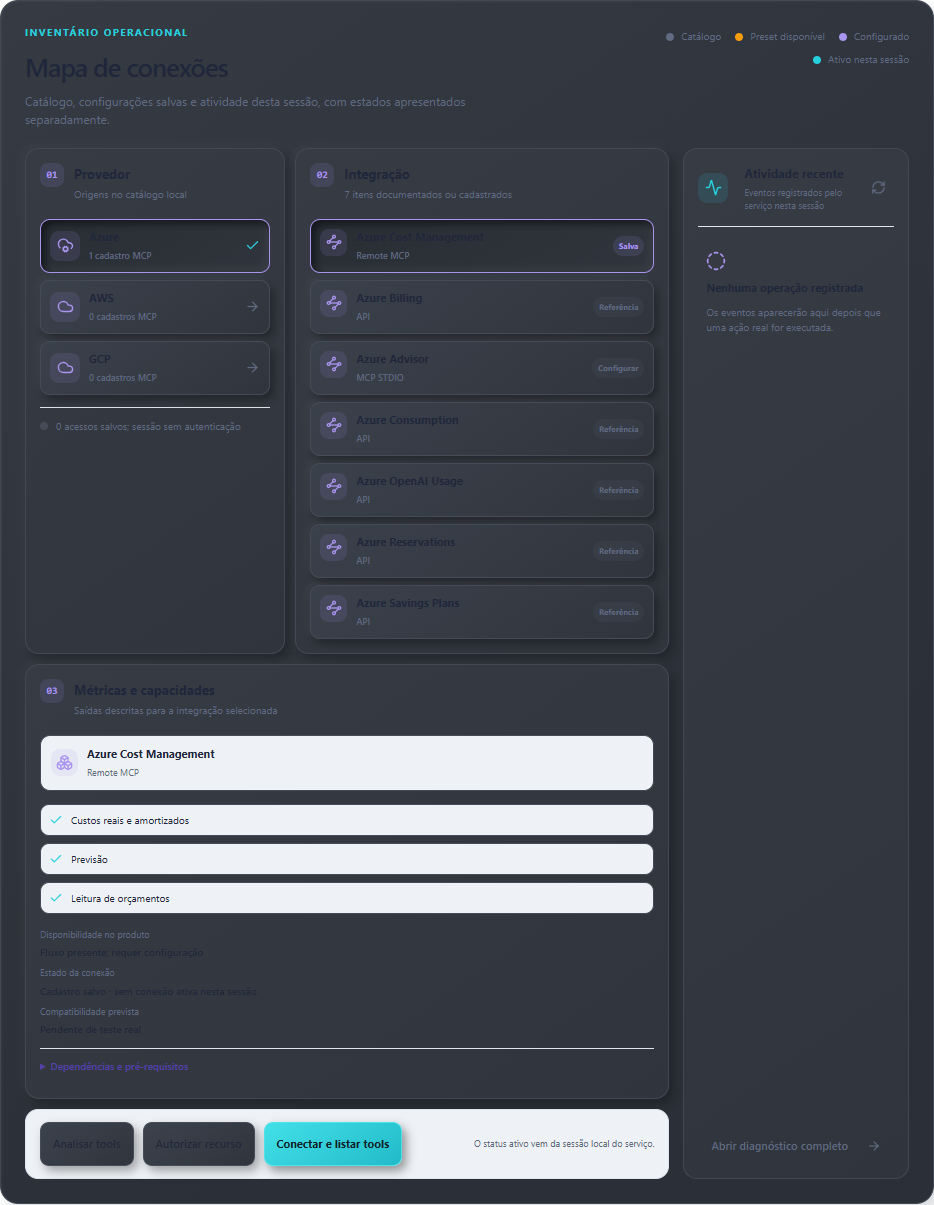 INVENTÁRIO OPERACIONAL
Mapa de conexões
Catálogo, configurações salvas e atividade desta sessão, com estados apresentados
separadamente.
Catálogo
Preset disponível
Configurado
Ativo nesta sessão
01
Provedor
Origens no catálogo local
Azure
1 cadastro MCP
AWS
0 cadastros MCP
GCP
0 cadastros MCP
0 acessos salvos; sessão sem autenticação
02
Integração
7 itens documentados ou cadastrados
Azure Cost Management
Remote MCP
Salva
Azure Billing
API
Referência
Azure Advisor
MCP STDIO
Configurar
Azure Consumption
API
Referência
Azure OpenAI Usage
API
Referência
Azure Reservations
API
Referência
Azure Savings Plans
API
Referência
Atividade recente
Eventos registrados pelo
serviço nesta sessão
Nenhuma operação registrada
Os eventos aparecerão aqui depois que
uma ação real for executada.
Abrir diagnóstico completo
03
Métricas e capacidades
Saídas descritas para a integração selecionada
Azure Cost Management
Remote MCP
Custos reais e amortizados
Previsão
Leitura de orçamentos
Disponibilidade no produto
Fluxo presente; requer configuração
Estado da conexão
Cadastro salvo · sem conexão ativa nesta sessão
Compatibilidade prevista
Pendente de teste real
Dependências e pré-requisitos
Analisar tools
Autorizar recurso
Conectar e listar tools
O status ativo vem da sessão local do serviço.